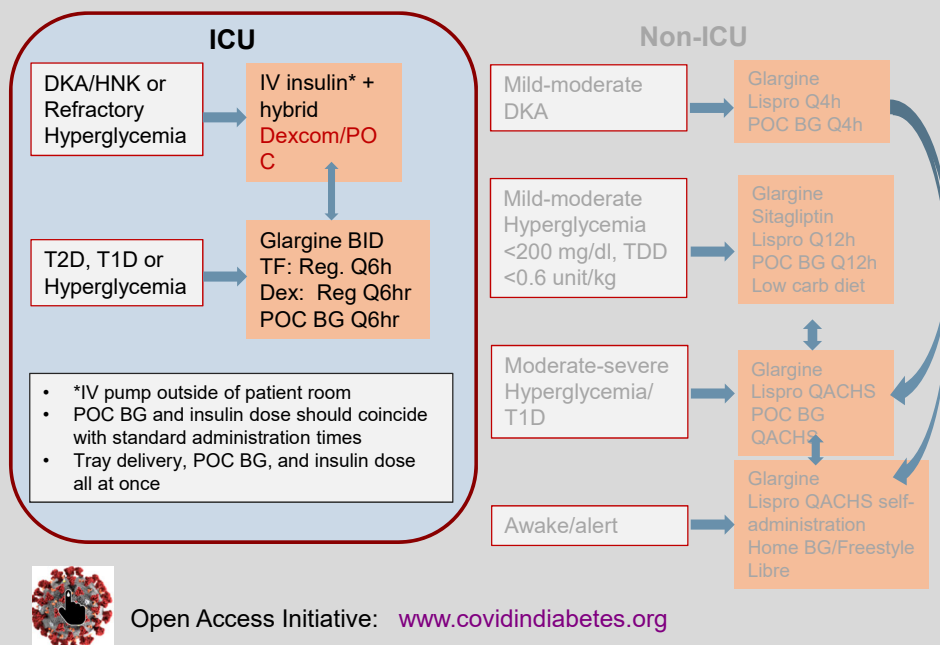 ICU
DKA/HNK or
Refractory
Hyperglycemia
IV insulin* +
hybrid
Dexcom/PO
C
T2D, T1D or
Hyperglycemia
Glargine BID
TF: Reg. Q6h
Dex:  Reg Q6hr
POC BG Q6hr
• *IV pump outside of patient room
• POC BG and insulin dose should coincide
with standard administration times
• Tray delivery, POC BG, and insulin dose
all at once
Non-ICU
Mild-moderate
DKA
Glargine
Lispro Q4h
POC BG Q4h
Mild-moderate
Hyperglycemia
<200 mg/dl, TDD
<0.6 unit/kg
Glargine
Sitagliptin
Lispro Q12h
POC BG Q12h
Low carb diet
Moderate-severe
Hyperglycemia/
T1D
Glargine
Lispro QACHS
POC BG
QACHS
Awake/alert
Glargine
Lispro QACHS self-
administration
Home BG/Freestyle
Libre
Open Access Initiative:   www.covidindiabetes.org